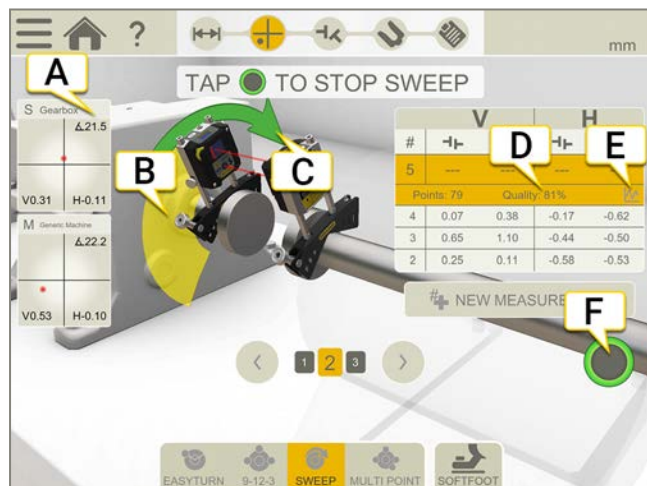 ?
mm
TAP TO STOP SWEEP
A
S Gearbox
∡21.5
V0.31 H-0.11
M Generic Machine
∡22.2
V0.53 H-0.10
B
C
V H
D
E
#
5 --- --- --- ---
Points: 79 Quality: 81%
4 0.07 0.38 -0.17 -0.62
3 0.65 1.10 -0.44 -0.50
2 0.25 0.11 -0.58 -0.53
NEW MEASURE
F
1 2 3
EASYTURN 9-12-3 SWEEP MULTI POINT SOFTFOOT